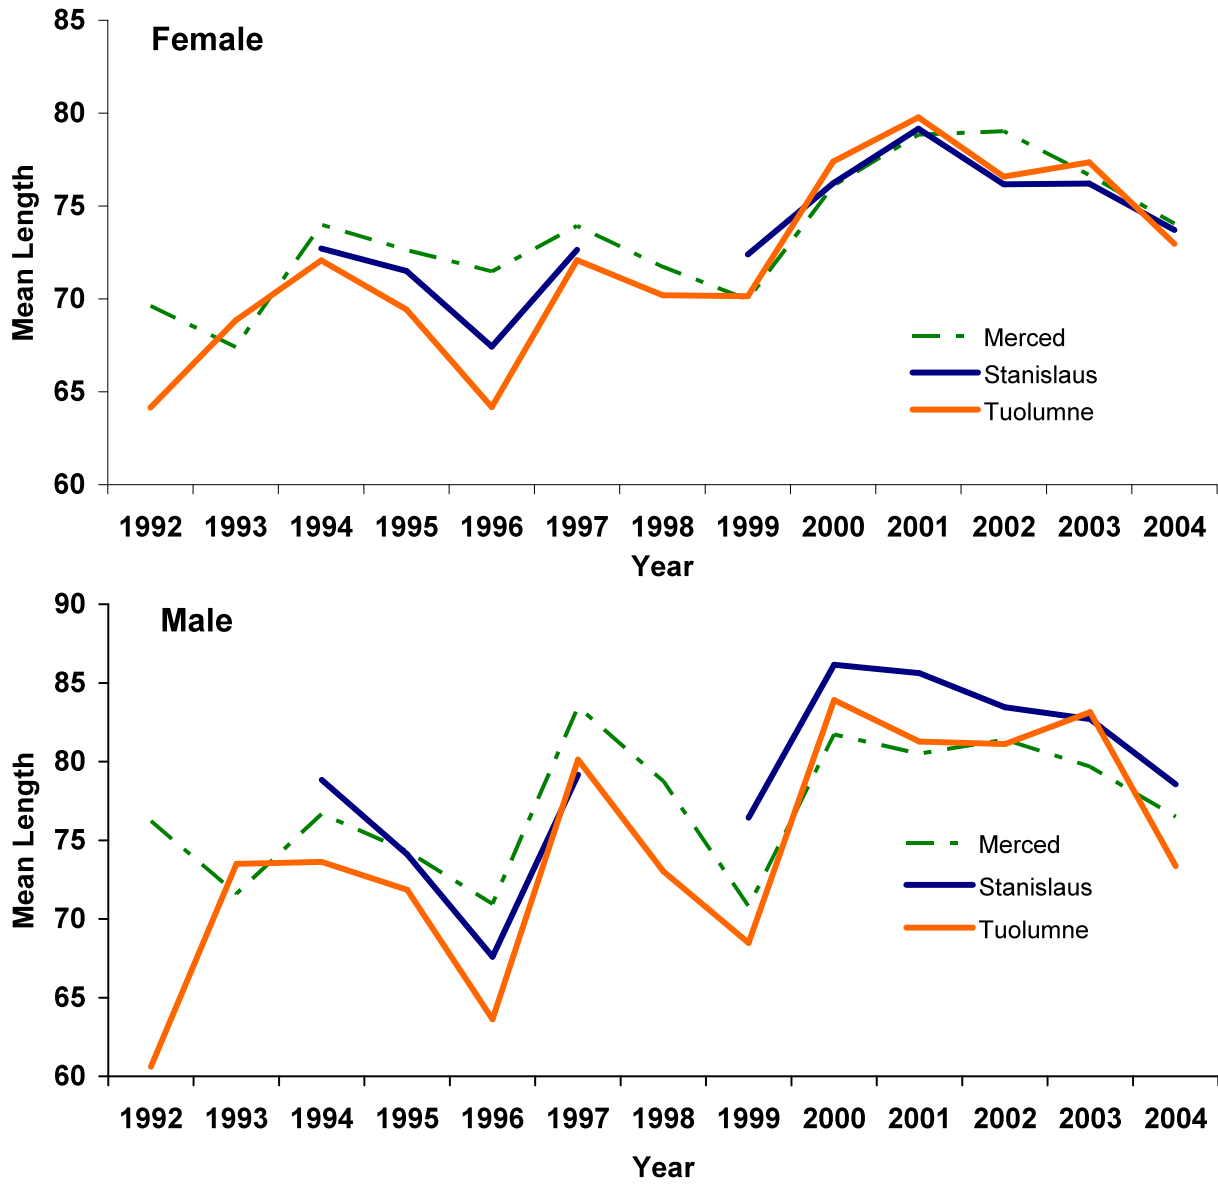 Female
Mean Length
85
80
75
70
65
60
Merced
Stanislaus
Tuolumne
1992 1993 1994 1995 1996 1997 1998 1999 2000 2001 2002 2003 2004
Year
Male
Mean Length
90
85
80
75
70
65
60
Merced
Stanislaus
Tuolumne
1992 1993 1994 1995 1996 1997 1998 1999 2000 2001 2002 2003 2004
Year